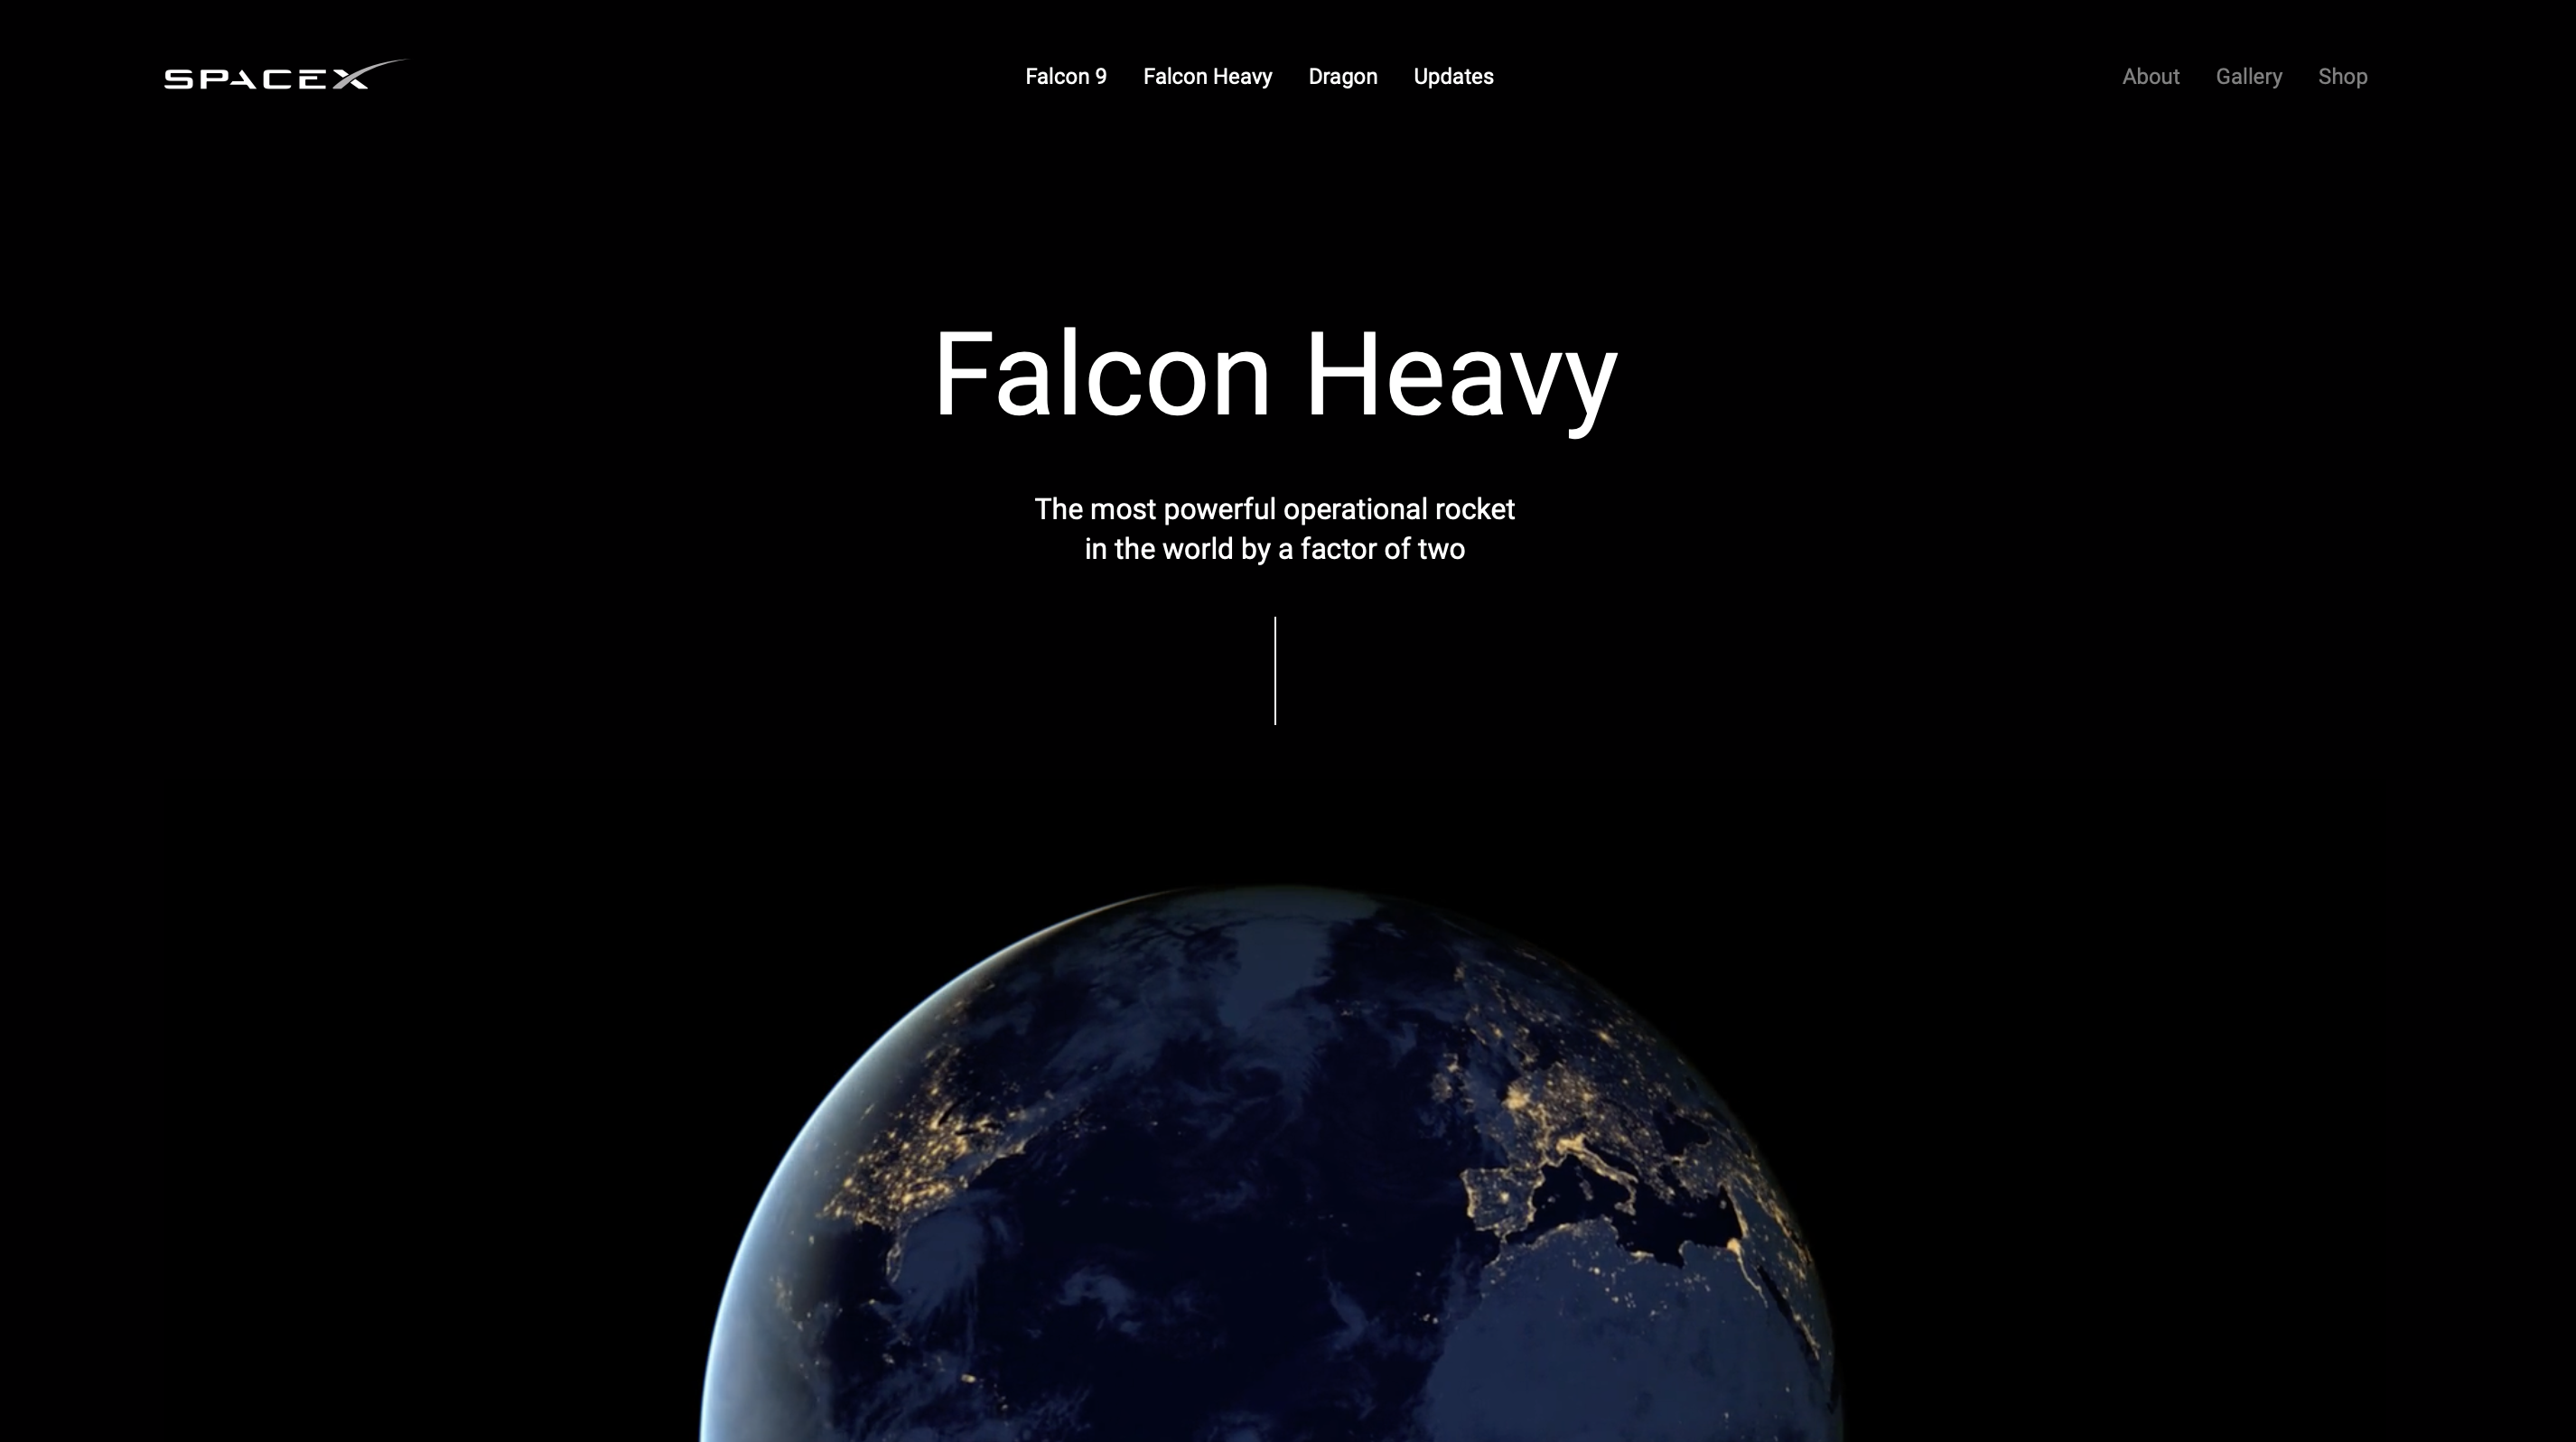 SPACEX
Falcon 9 Falcon Heavy Dragon Updates
About Gallery Shop
Falcon Heavy
The most powerful operational rocket
in the world by a factor of two